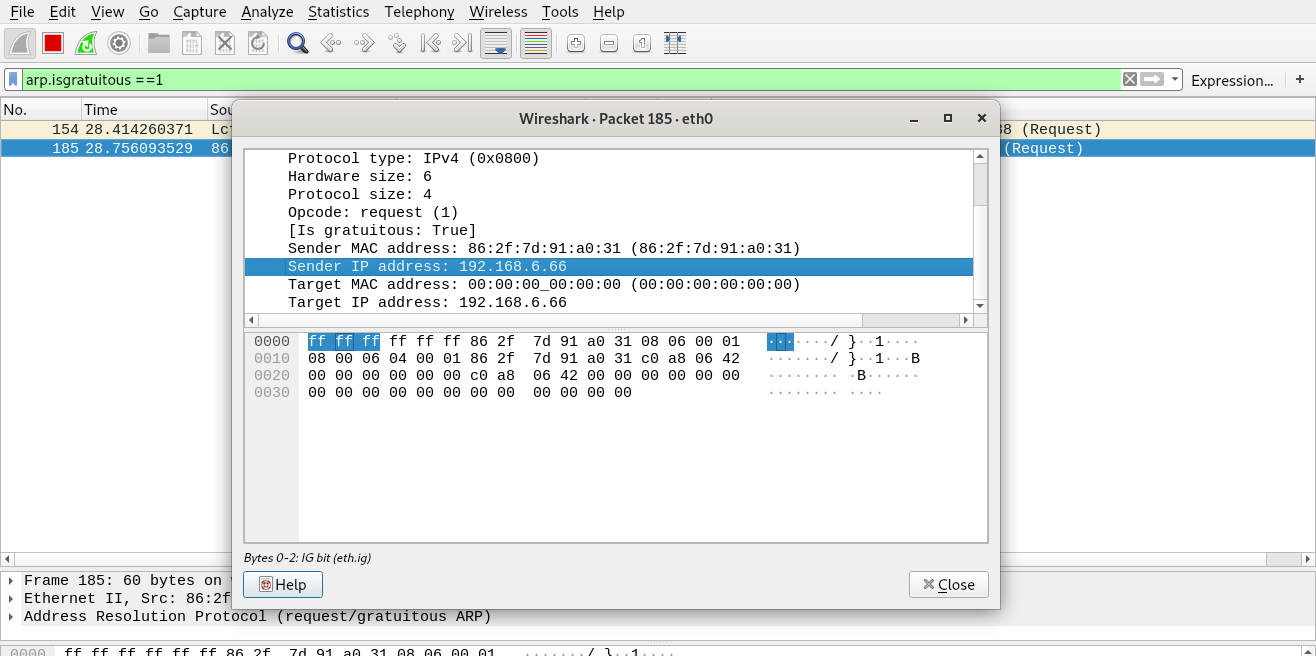 File Edit View Go Capture Analyze Statistics Telephony Wireless Tools Help
arp.isgratuitous ==1
Expression...
+
No. Time Sou
154 28.414260371 Lc 38 (Request)
185 28.756093529 86 (Request)
Wireshark · Packet 185 · eth0
Protocol type: IPv4 (0x0800)
Hardware size: 6
Protocol size: 4
Opcode: request (1)
[Is gratuitous: True]
Sender MAC address: 86:2f:7d:91:a0:31 (86:2f:7d:91:a0:31)
Sender IP address: 192.168.6.66
Target MAC address: 00:00:00_00:00:00 (00:00:00:00:00:00)
Target IP address: 192.168.6.66
0000 ff ff ff ff ff ff 86 2f 7d 91 a0 31 08 06 00 01 ·······/ }··1····
0010 08 00 06 04 00 01 86 2f 7d 91 a0 31 c0 a8 06 42 ·······/ }··1···B
0020 00 00 00 00 00 00 c0 a8 06 42 00 00 00 00 00 00 ········ ·B······
0030 00 00 00 00 00 00 00 00 00 00 00 00 ········ ····
Bytes 0-2: IG bit (eth.ig)
Help
Close
Frame 185: 60 bytes on
Ethernet II, Src: 86:2f
Address Resolution Protocol (request/gratuitous ARP)
0000 ff ff ff ff ff ff 86 2f 7d 91 a0 31 08 06 00 01 ·······/ }··1····